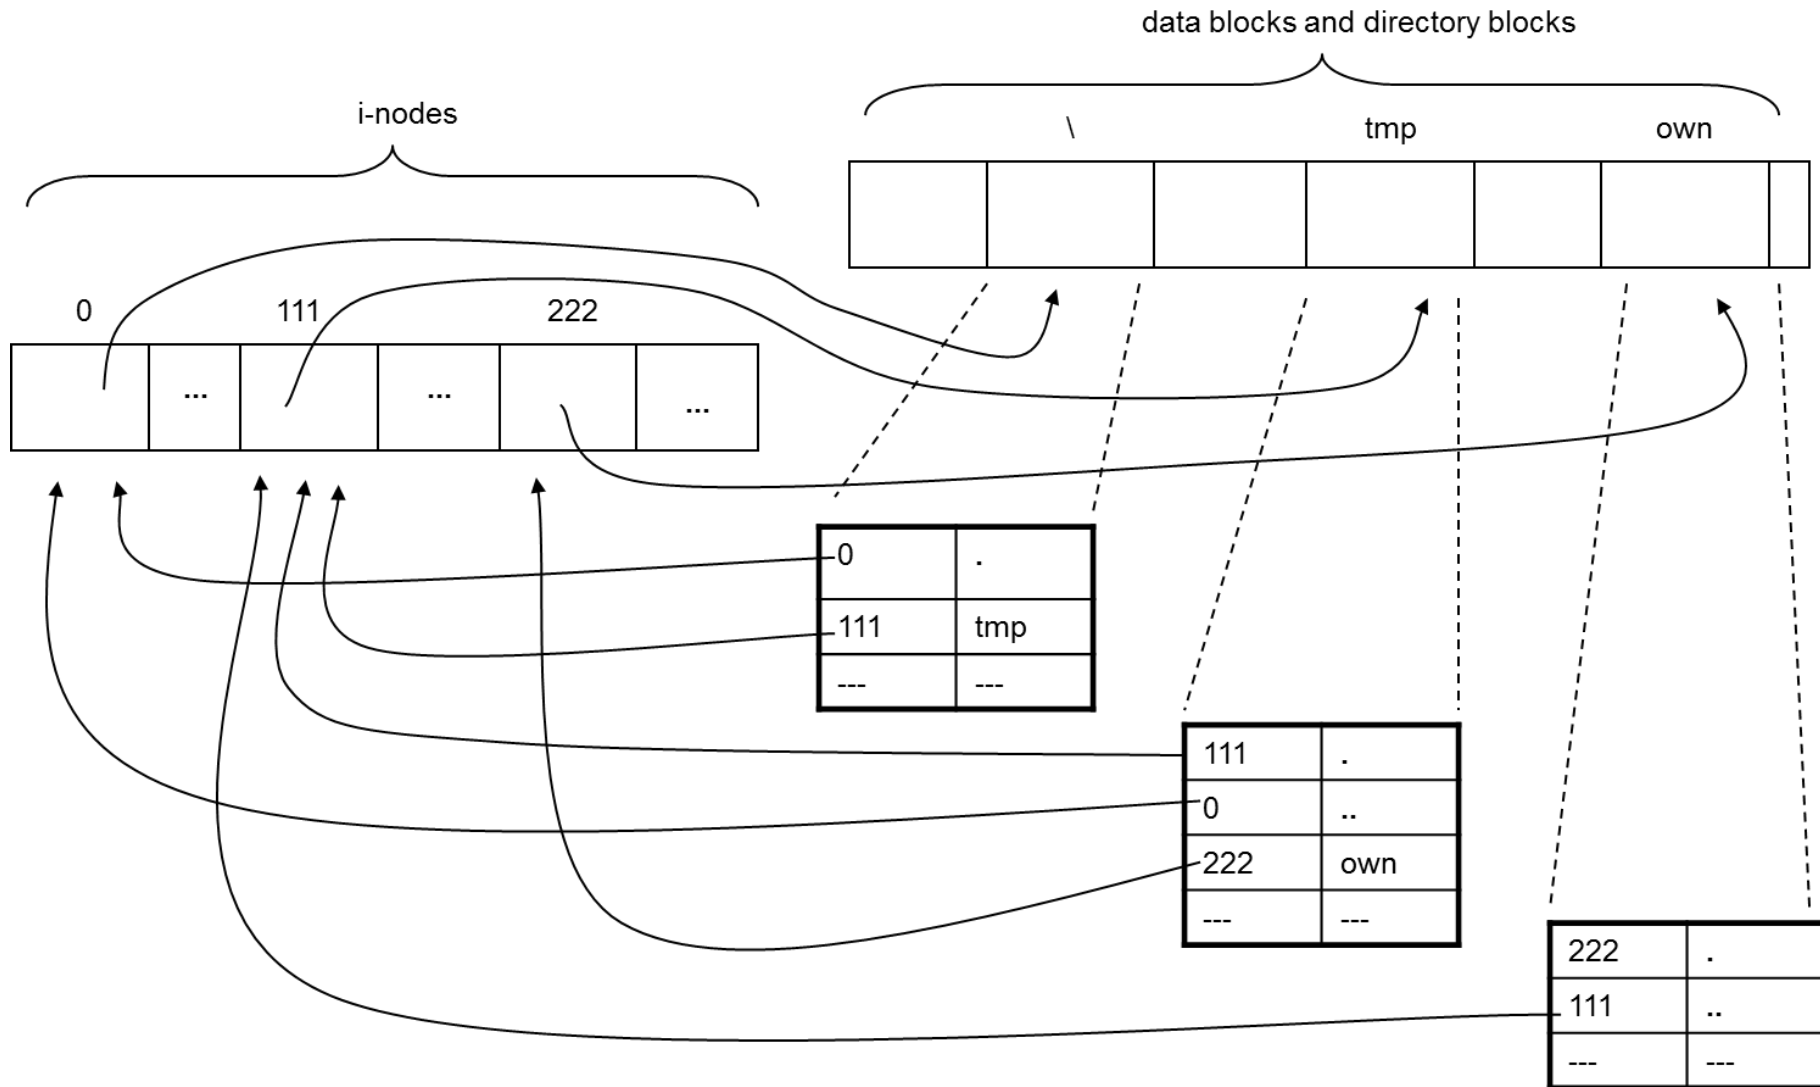 data blocks and directory blocks
i-nodes
\ tmp own
0 111 222
... ... ...
0 .
111 tmp
--- ---
111 .
0 ..
222 own
--- ---
222 .
111 ..
--- ---